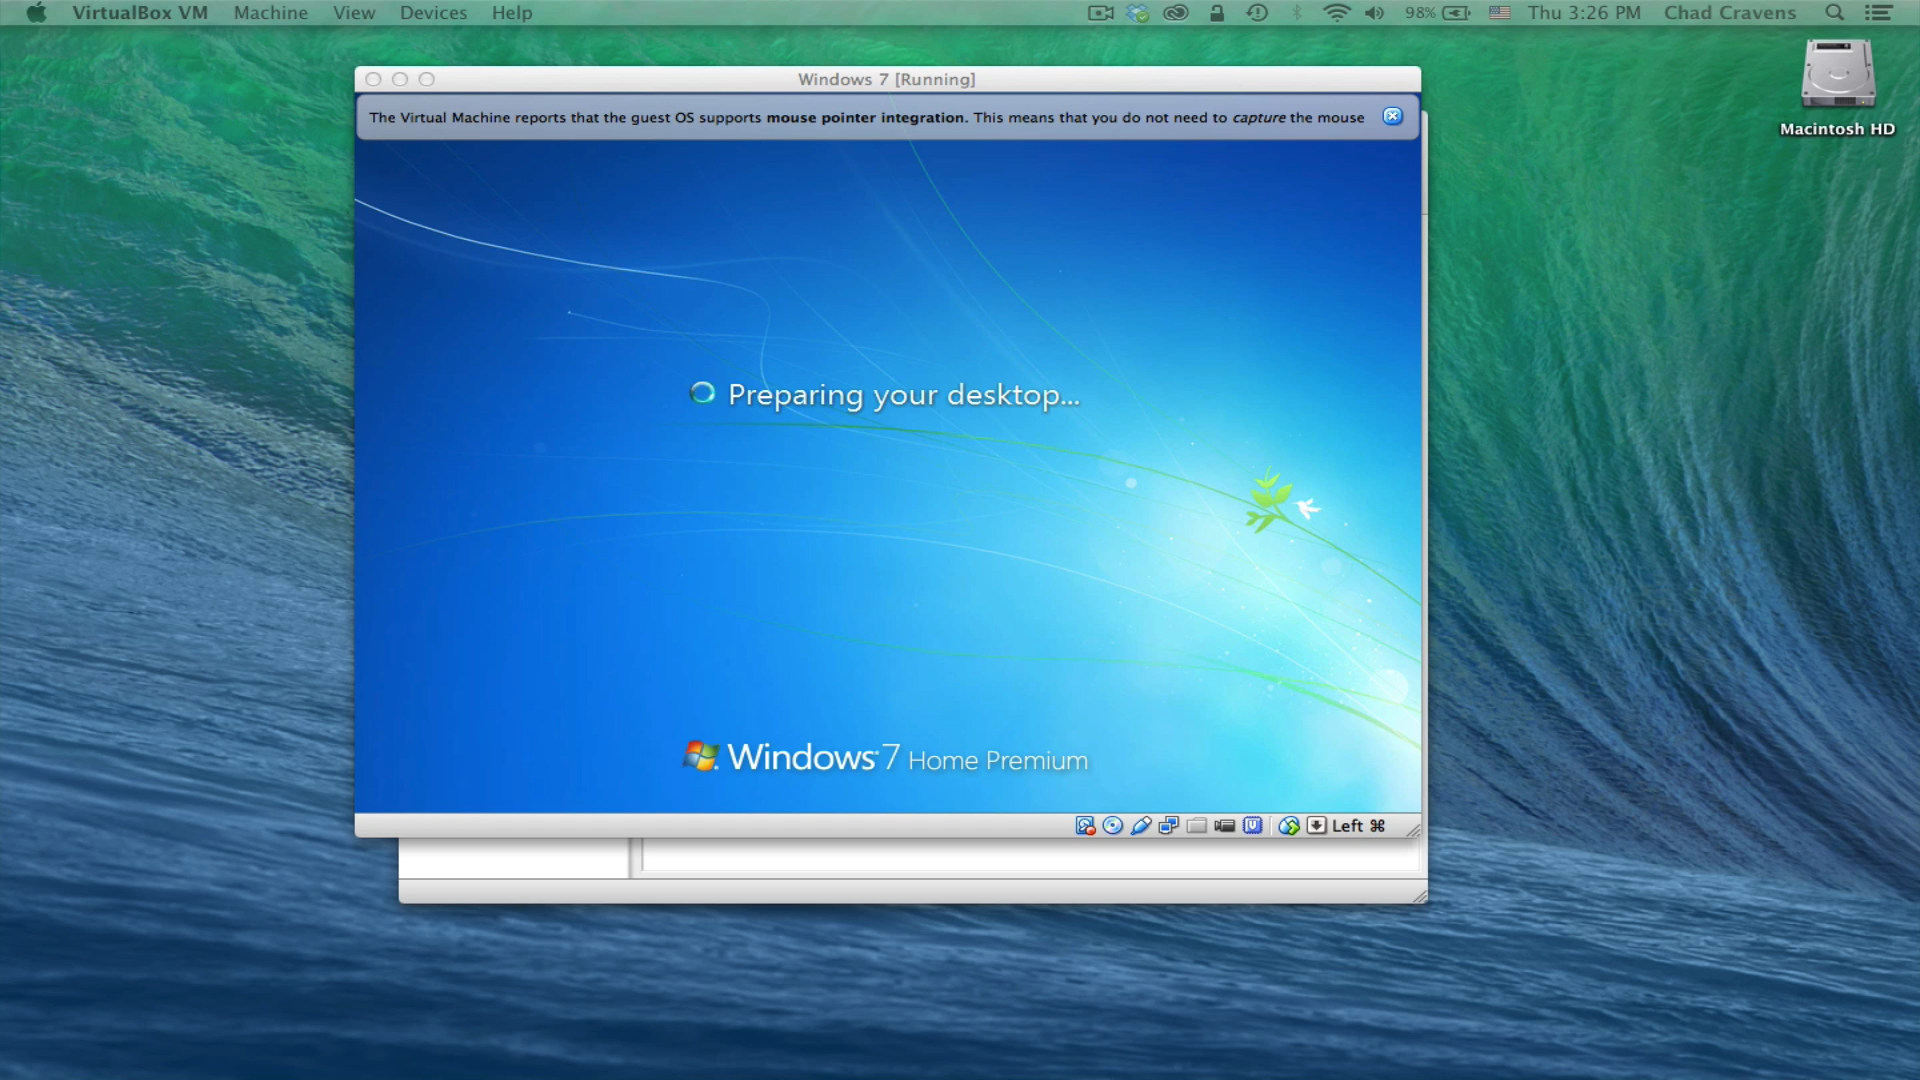 VirtualBox VM Machine View Devices Help 98% Thu 3:26 PM Chad Cravens
Windows 7 [Running]
The Virtual Machine reports that the guest OS supports mouse pointer integration. This means that you do not need to capture the mouse
Macintosh HD
Preparing your desktop...
Windows 7 Home Premium
Left ⌘